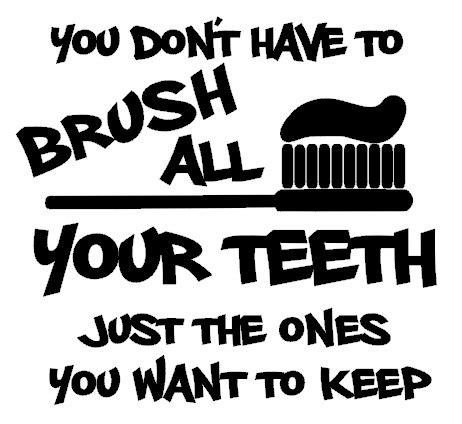 YOU DON'T HAVE TO
BRUSH
ALL
YOUR TEETH
JUST THE ONES
YOU WANT TO KEEP